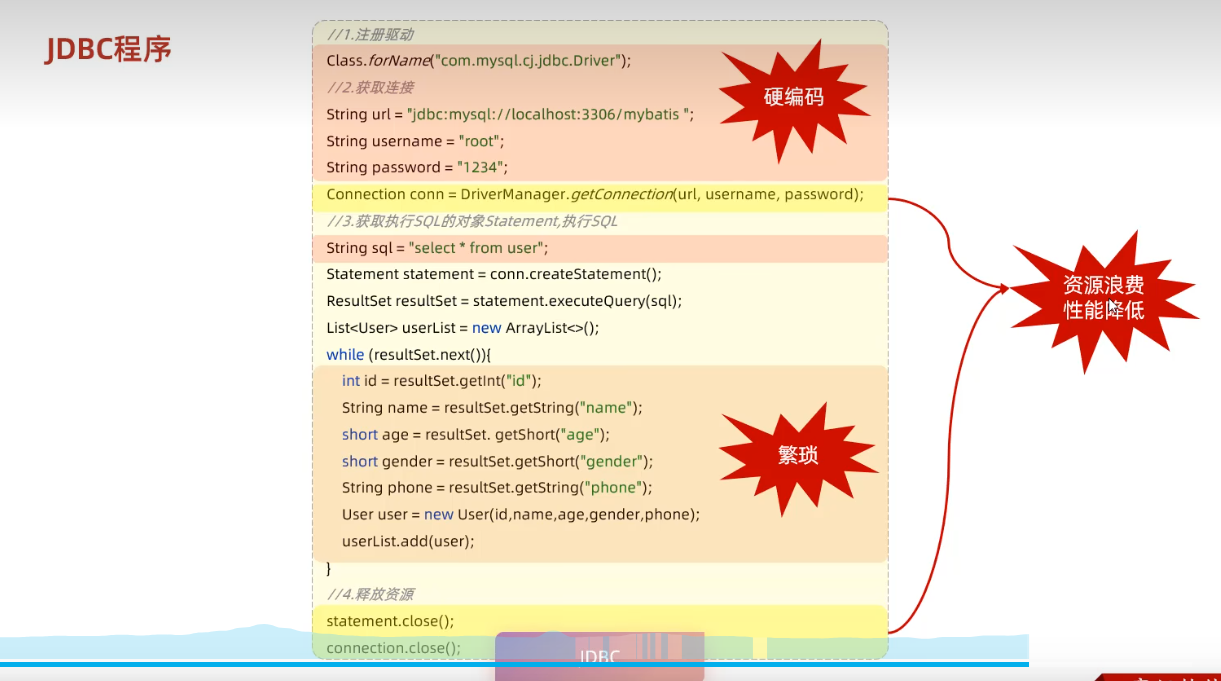 JDBC程序
//1.注册驱动
Class.forName("com.mysql.cj.jdbc.Driver");
//2.获取连接
String url = "jdbc:mysql://localhost:3306/mybatis ";
String username = "root";
String password = "1234";
硬编码
Connection conn = DriverManager.getConnection(url, username, password);
//3.获取执行SQL的对象Statement,执行SQL
String sql = "select * from user";
Statement statement = conn.createStatement();
ResultSet resultSet = statement.executeQuery(sql);
List<User> userList = new ArrayList<>();
while (resultSet.next()){
int id = resultSet.getInt("id");
String name = resultSet.getString("name");
short age = resultSet. getShort("age");
short gender = resultSet.getShort("gender");
String phone = resultSet.getString("phone");
User user = new User(id,name,age,gender,phone);
userList.add(user);
繁琐
}
//4.释放资源
statement.close();
connection.close();
资源浪费
性能降低
JDBC